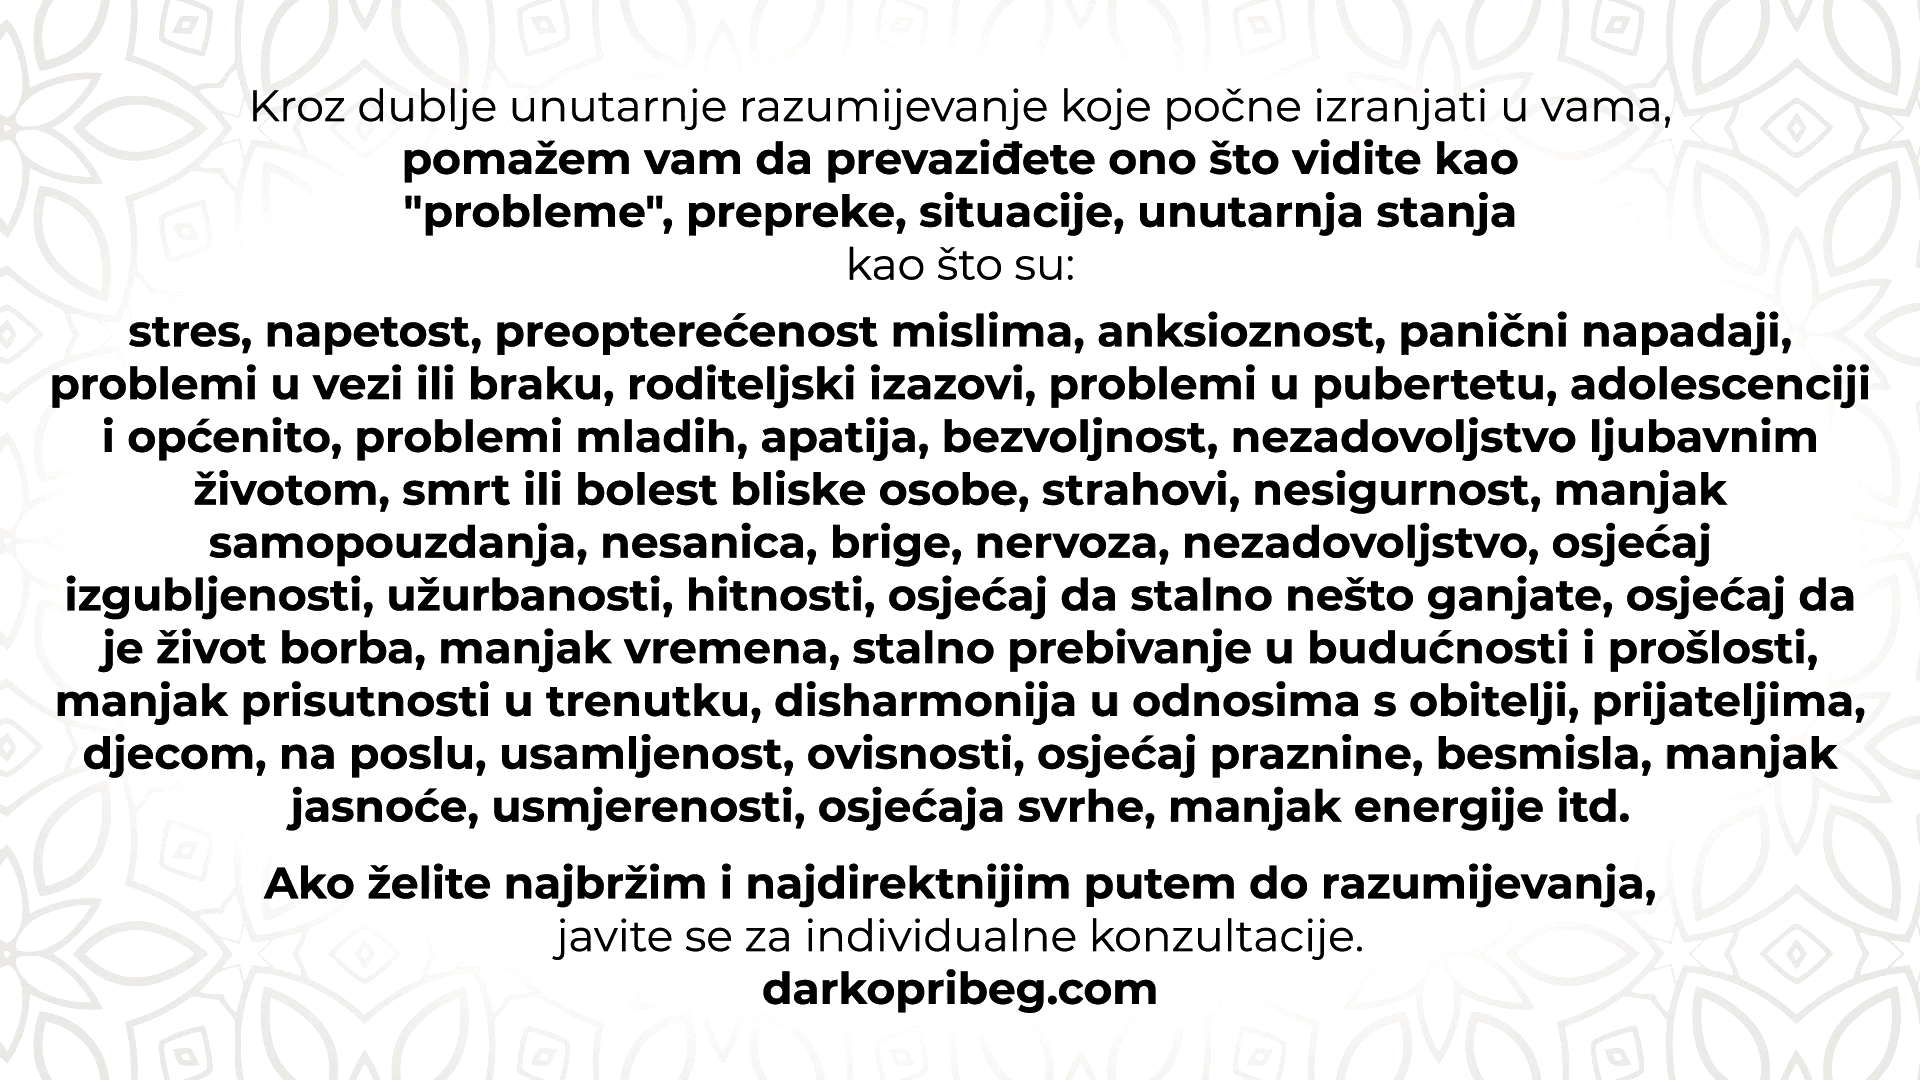 Kroz dublje unutarnje razumijevanje koje počne izranjati u vama,
pomažem vam da prevaziđete ono što vidite kao
"probleme", prepreke, situacije, unutarnja stanja
kao što su:
stres, napetost, preopterećenost mislima, anksioznost, panični napadaji,
problemi u vezi ili braku, roditeljski izazovi, problemi u pubertetu, adolescenciji
i općenito, problemi mladih, apatija, bezvoljnost, nezadovoljstvo ljubavnim
životom, smrt ili bolest bliske osobe, strahovi, nesigurnost, manjak
samopouzdanja, nesanica, brige, nervoza, nezadovoljstvo, osjećaj
izgubljenosti, užurbanosti, hitnosti, osjećaj da stalno nešto ganjate, osjećaj da
je život borba, manjak vremena, stalno prebivanje u budućnosti i prošlosti,
manjak prisutnosti u trenutku, disharmonija u odnosima s obitelji, prijateljima,
djecom, na poslu, usamljenost, ovisnosti, osjećaj praznine, besmisla, manjak
jasnoće, usmjerenosti, osjećaja svrhe, manjak energije itd.
Ako želite najbržim i najdirektnijim putem do razumijevanja,
javite se za individualne konzultacije.
darkopribeg.com